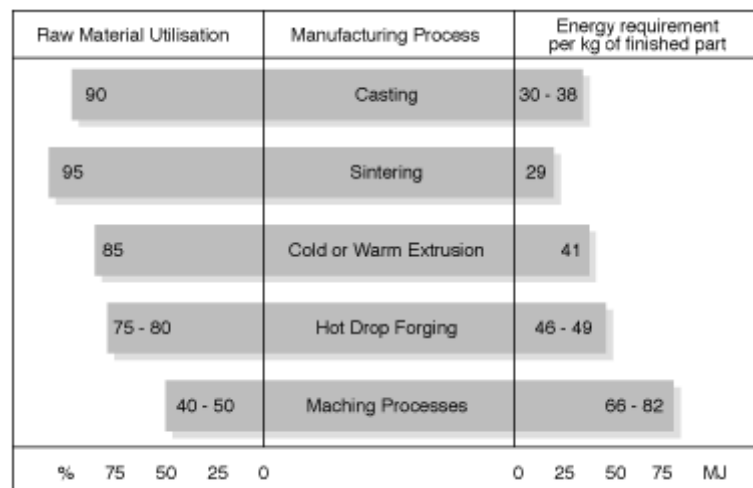 Raw Material Utilisation
Manufacturing Process
Energy requirement
per kg of finished part
90
Casting
30 - 38
95
Sintering
29
85
Cold or Warm Extrusion
41
75 - 80
Hot Drop Forging
46 - 49
40 - 50
Maching Processes
66 - 82
% 75 50 25 0
0 25 50 75 MJ